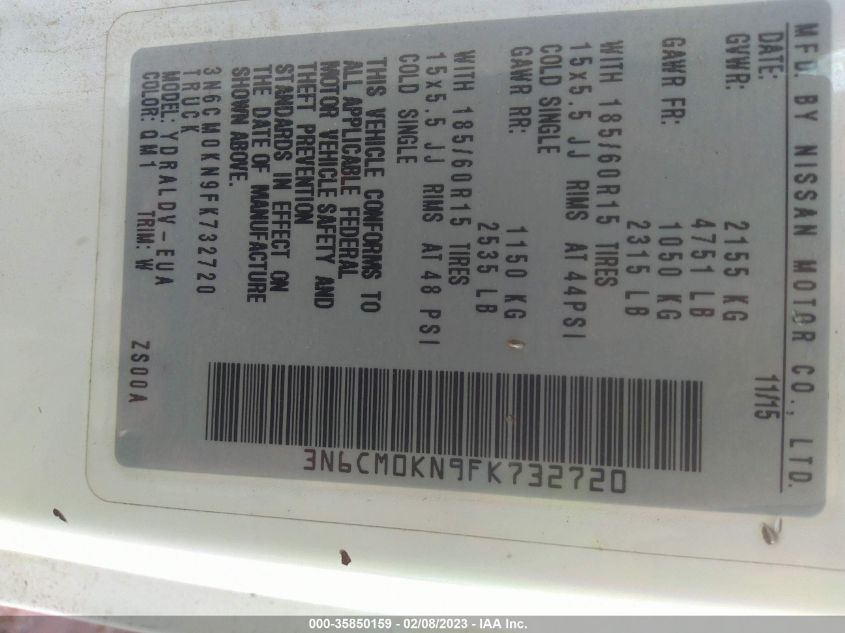 MFD. BY NISSAN MOTOR CO., LTD.
DATE: 11/15
GVWR: 2155 KG
4751 LB
GAWR FR: 1050 KG
2315 LB
WITH 185/60R15 TIRES
15x5.5 JJ RIMS AT 44PSI
COLD SINGLE
GAWR RR: 1150 KG
2535 LB
WITH 185/60R15 TIRES
15x5.5 JJ RIMS AT 48 PSI
COLD SINGLE
THIS VEHICLE CONFORMS TO
ALL APPLICABLE FEDERAL
MOTOR VEHICLE SAFETY AND
THEFT PREVENTION
STANDARDS IN EFFECT ON
THE DATE OF MANUFACTURE
SHOWN ABOVE.
3N6CM0KN9FK732720
TRUCK
MODEL: YDRALDY-EUA
COLOR: QM1 TRIM: W ZS00A
3N6CM0KN9FK732720
000-35850159 - 02/08/2023 - IAA Inc.